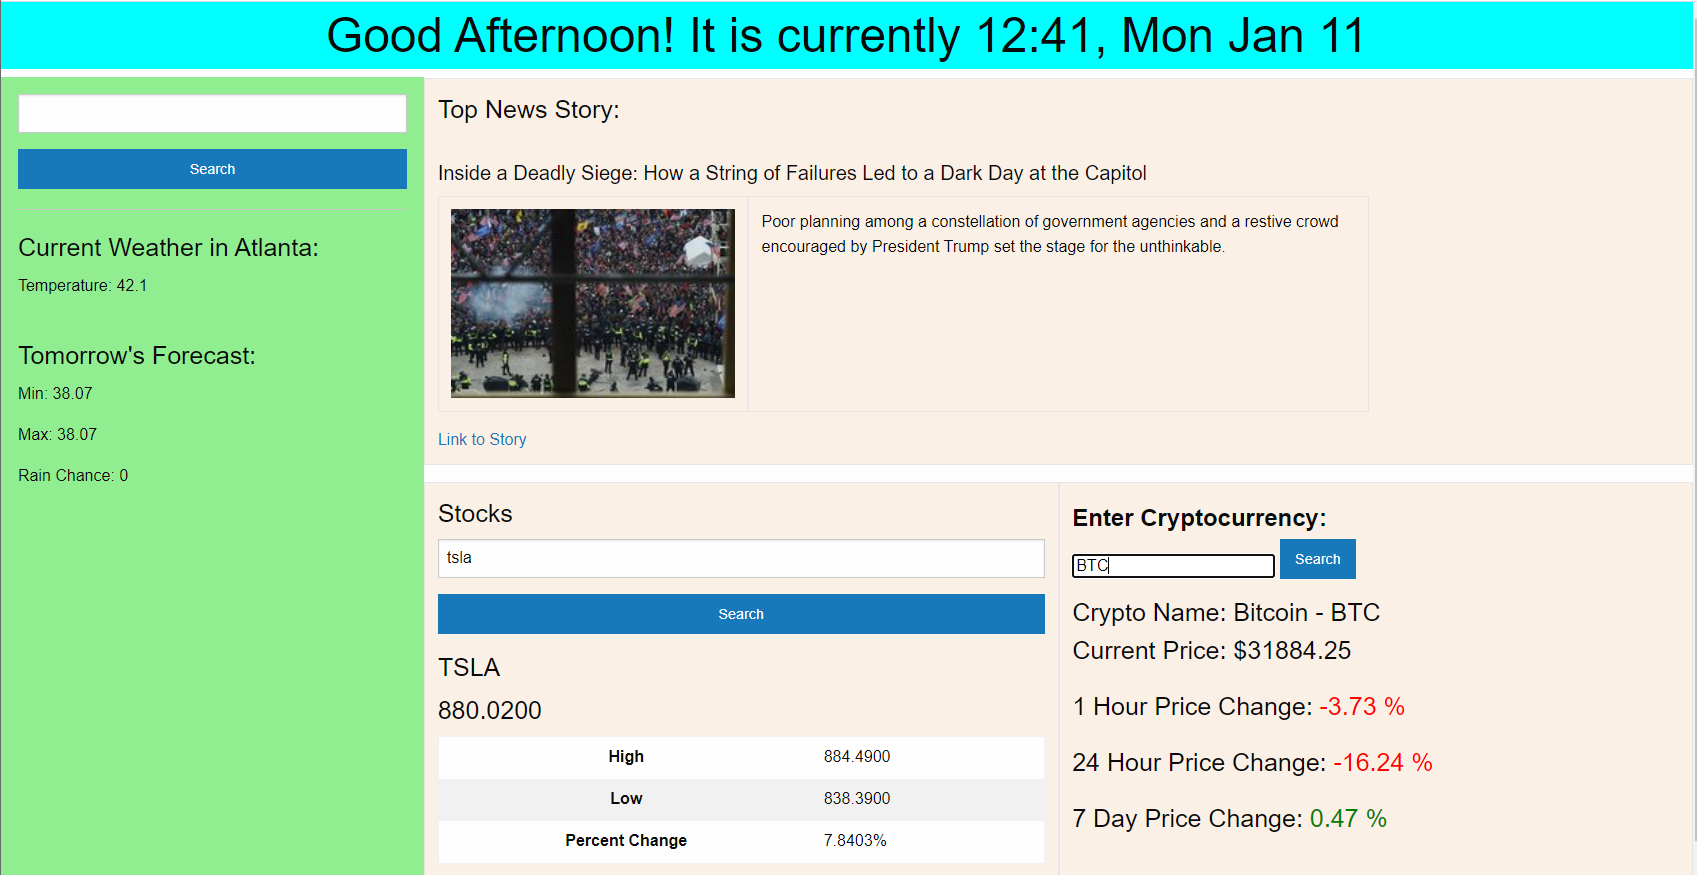 Good Afternoon! It is currently 12:41, Mon Jan 11
Search
Current Weather in Atlanta:
Temperature: 42.1
Tomorrow's Forecast:
Min: 38.07
Max: 38.07
Rain Chance: 0
Top News Story:
Inside a Deadly Siege: How a String of Failures Led to a Dark Day at the Capitol
Poor planning among a constellation of government agencies and a restive crowd
encouraged by President Trump set the stage for the unthinkable.
Link to Story
Stocks
tsla
Search
TSLA
880.0200
High 884.4900
Low 838.3900
Percent Change 7.8403%
Enter Cryptocurrency:
BTC Search
Crypto Name: Bitcoin - BTC
Current Price: $31884.25
1 Hour Price Change: -3.73 %
24 Hour Price Change: -16.24 %
7 Day Price Change: 0.47 %